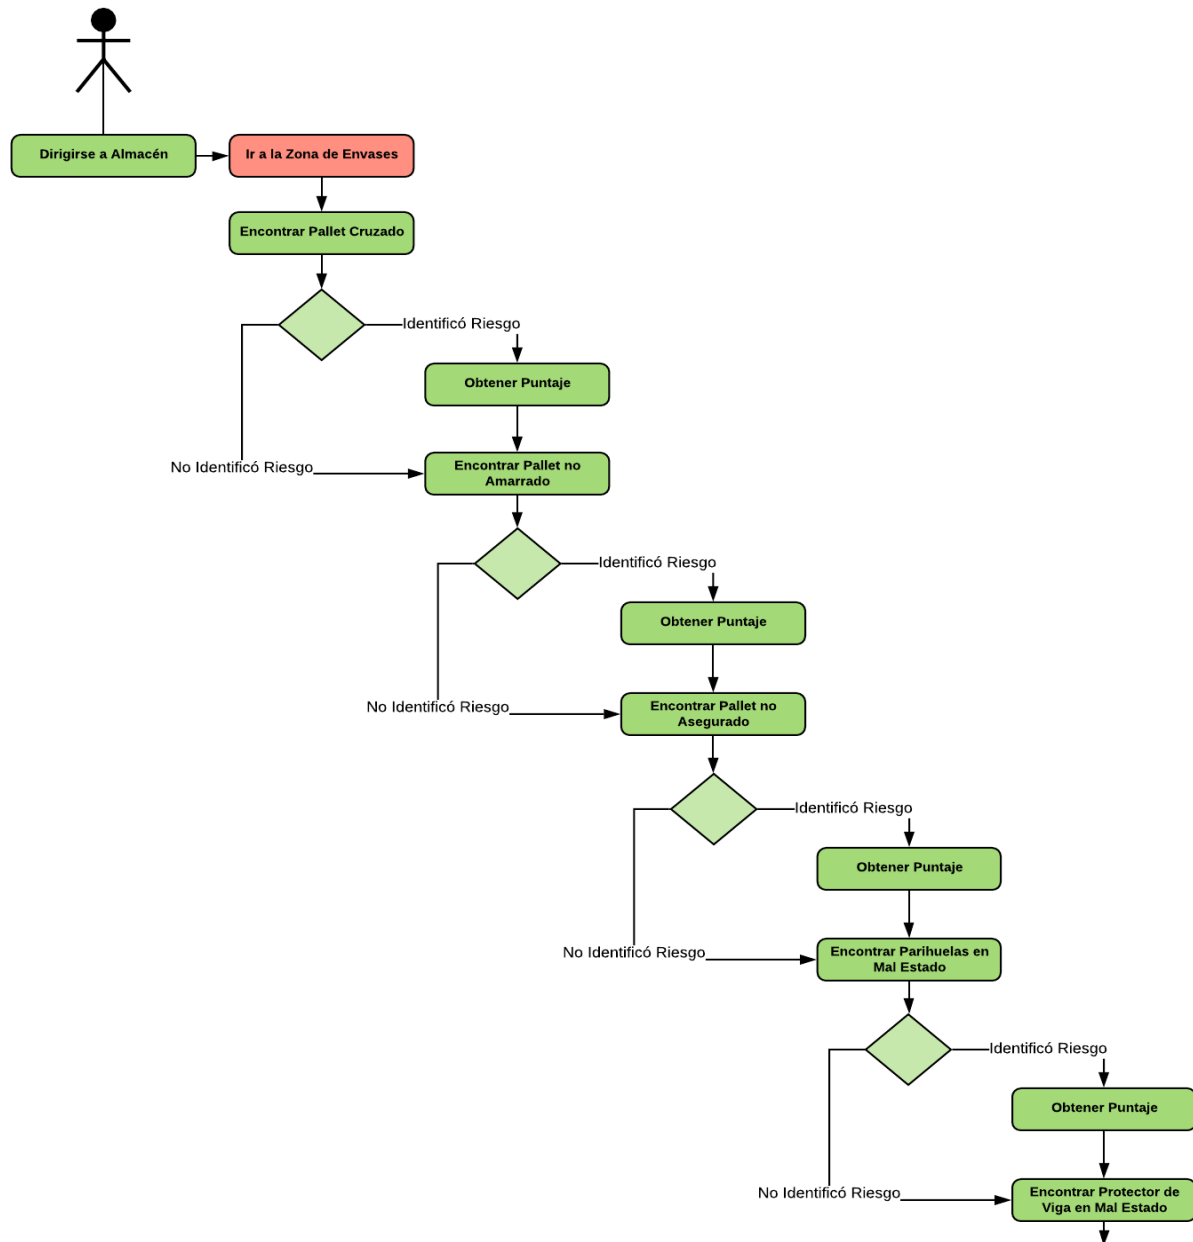 Dirigirse a Almacén
Ir a la Zona de Envases
Encontrar Pallet Cruzado
Identificó Riesgo
Obtener Puntaje
No Identificó Riesgo
Encontrar Pallet no
Amarrado
Identificó Riesgo
Obtener Puntaje
No Identificó Riesgo
Encontrar Pallet no
Asegurado
Identificó Riesgo
Obtener Puntaje
No Identificó Riesgo
Encontrar Parihuelas en
Mal Estado
Identificó Riesgo
Obtener Puntaje
No Identificó Riesgo
Encontrar Protector de
Viga en Mal Estado